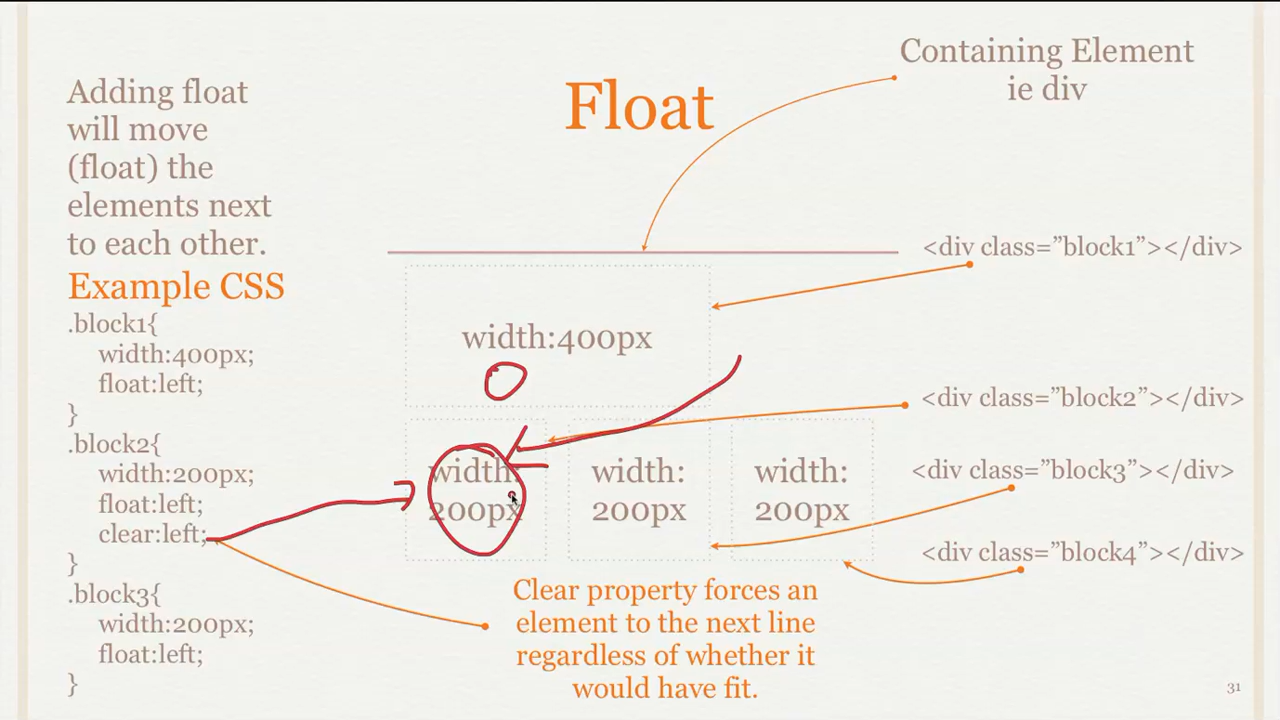 Containing Element
ie div
Float
Adding float
will move
(float) the
elements next
to each other.
Example CSS
.block1{
width:400px;
float:left;
}
.block2{
width:200px;
float:left;
clear:left;
}
.block3{
width:200px;
float:left;
}
width:400px
width:
200px
width:
200px
width:
200px
<div class=”block1”></div>
<div class=”block2”></div>
<div class=”block3”></div>
<div class=”block4”></div>
Clear property forces an
element to the next line
regardless of whether it
would have fit.
31